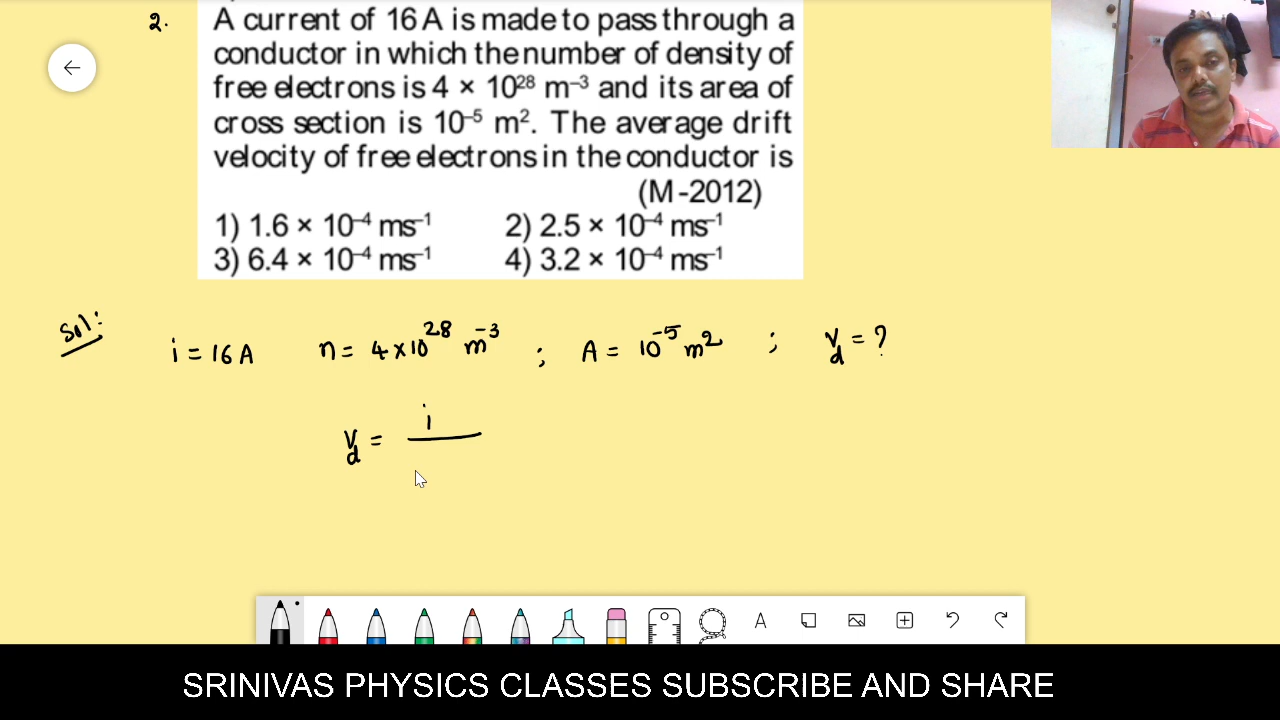 2.
A current of 16 A is made to pass through a
conductor in which the number of density of
free electrons is 4 × 10²⁸ m⁻³ and its area of
cross section is 10⁻⁵ m². The average drift
velocity of free electrons in the conductor is
(M-2012)
1) 1.6 × 10⁻⁴ ms⁻¹ 2) 2.5 × 10⁻⁴ ms⁻¹
3) 6.4 × 10⁻⁴ ms⁻¹ 4) 3.2 × 10⁻⁴ ms⁻¹
Sol:
i = 16 A n = 4×10²⁸ m⁻³ ; A = 10⁻⁵ m² ; V_d = ?
V_d = i
A
SRINIVAS PHYSICS CLASSES SUBSCRIBE AND SHARE